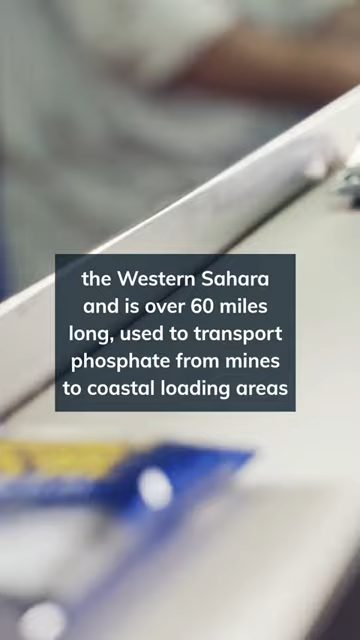 the Western Sahara
and is over 60 miles
long, used to transport
phosphate from mines
to coastal loading areas